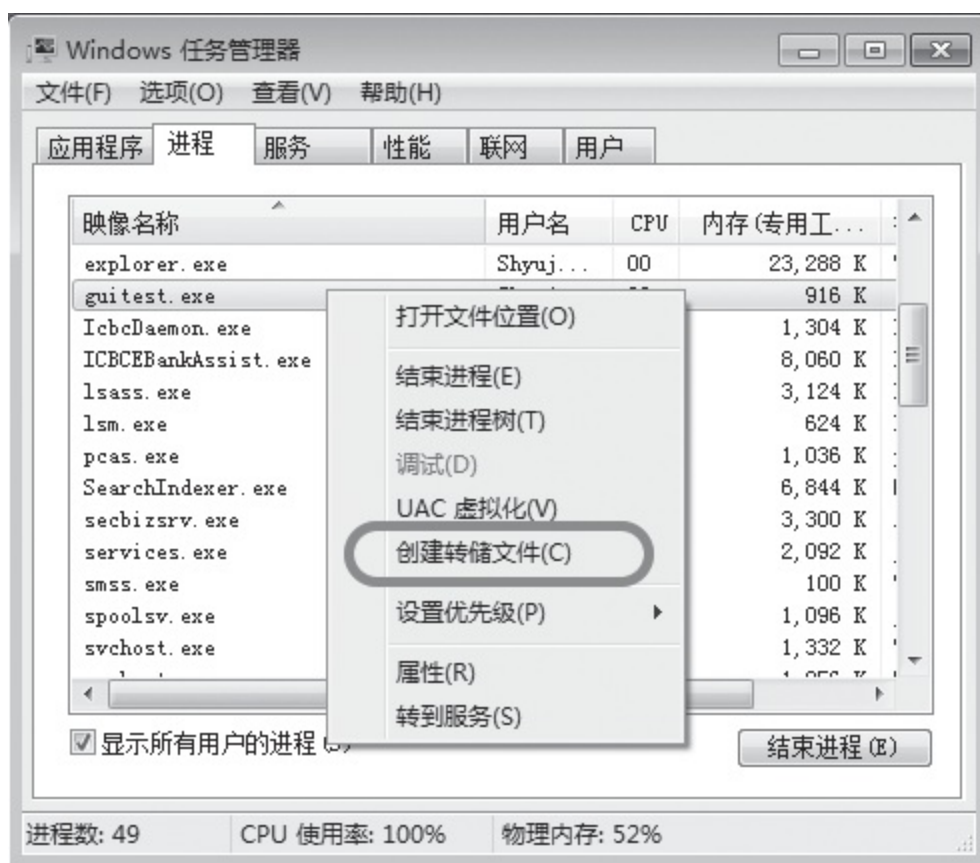 Windows 任务管理器
文件(F) 选项(O) 查看(V) 帮助(H)
应用程序 进程 服务 性能 联网 用户
映像名称 用户名 CPU 内存(专用工...
explorer.exe Shyuj... 00 23,288 K
guitest.exe 916 K
打开文件位置(O)
IcbcDaemon.exe 1,304 K
ICBCEBankAssist.exe 8,060 K
结束进程(E)
lsass.exe 3,124 K
结束进程树(T)
lsm.exe 624 K
调试(D)
pcas.exe 1,036 K
SearchIndexer.exe 6,844 K
UAC 虚拟化(V)
secbizsrv.exe 3,300 K
创建转储文件(C)
services.exe 2,092 K
smss.exe 100 K
设置优先级(P)
spoolsv.exe 1,096 K
svchost.exe 1,332 K
属性(R)
转到服务(S)
显示所有用户的进程
结束进程(E)
进程数: 49 CPU 使用率: 100% 物理内存: 52%